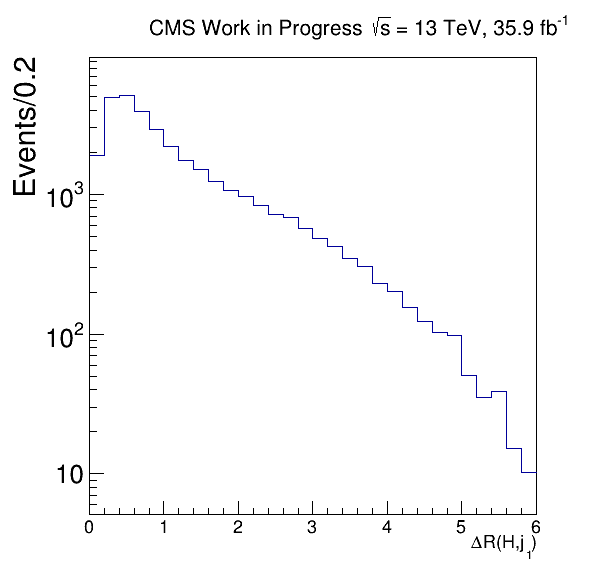 CMS Work in Progress √s = 13 TeV, 35.9 fb⁻¹
Events/0.2
10³
10²
10
0 1 2 3 4 5 6
ΔR(H,j₁)